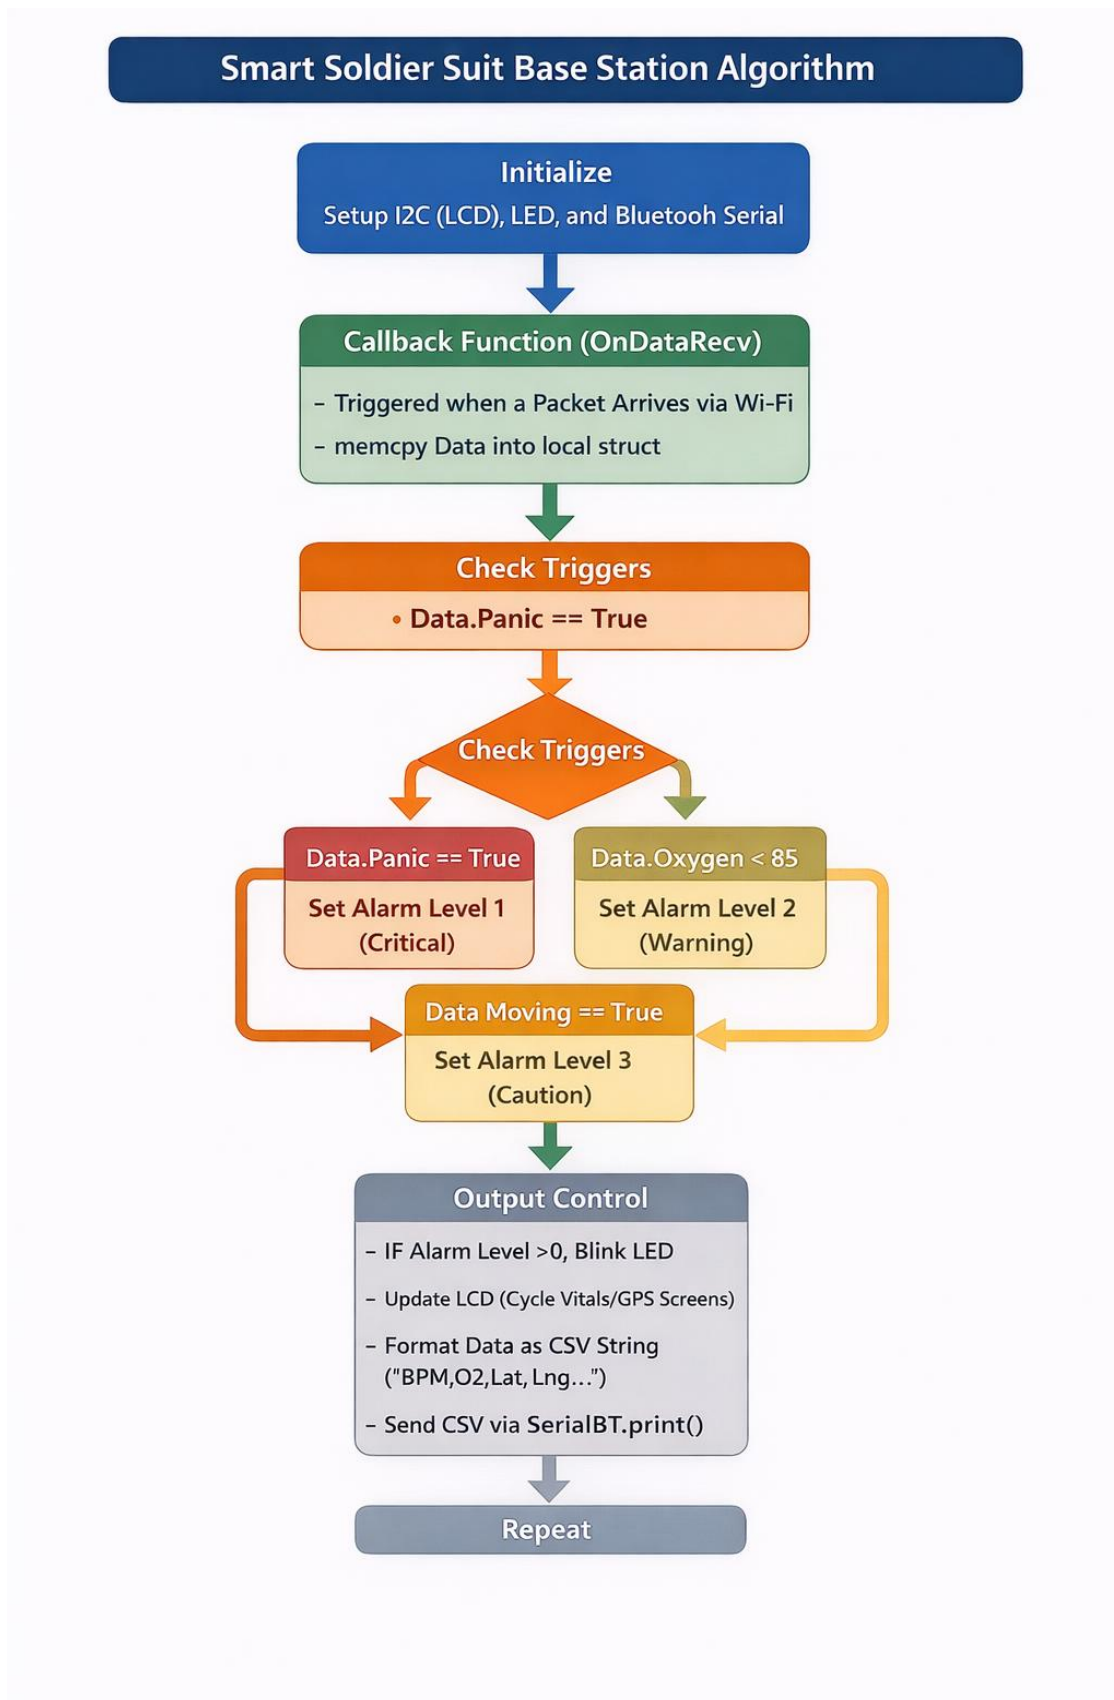 Smart Soldier Suit Base Station Algorithm
Initialize
Setup I2C (LCD), LED, and Bluetooh Serial
Callback Function (OnDataRecv)
– Triggered when a Packet Arrives via Wi-Fi
– memcpy Data into local struct
Check Triggers
• Data.Panic == True
Check Triggers
Data.Panic == True
Set Alarm Level 1
(Critical)
Data.Oxygen < 85
Set Alarm Level 2
(Warning)
Data Moving == True
Set Alarm Level 3
(Caution)
Output Control
– IF Alarm Level >0, Blink LED
– Update LCD (Cycle Vitals/GPS Screens)
– Format Data as CSV String
("BPM,O2,Lat, Lng...")
– Send CSV via SerialBT.print()
Repeat